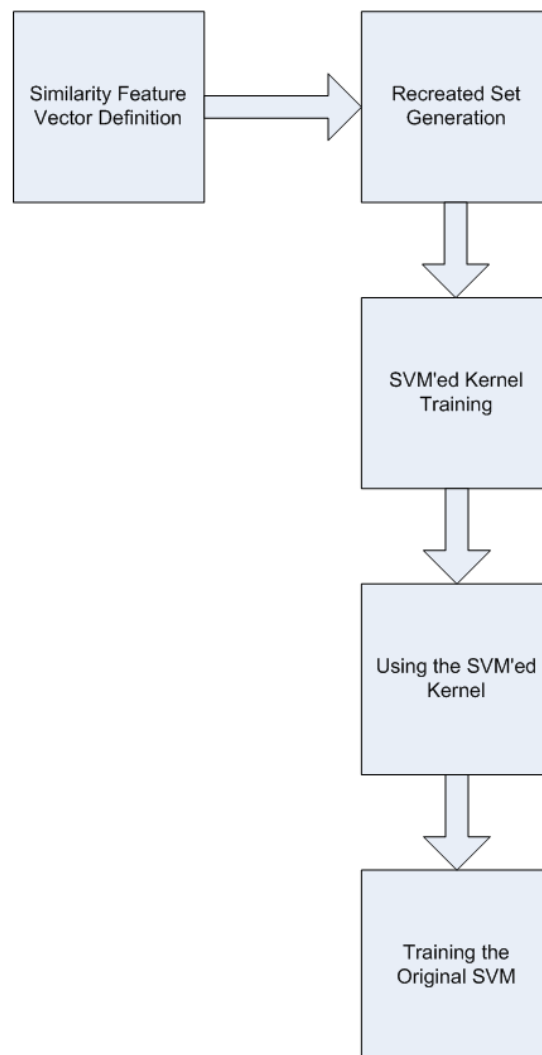 Similarity Feature
Vector Definition
Recreated Set
Generation
SVM'ed Kernel
Training
Using the SVM'ed
Kernel
Training the
Original SVM